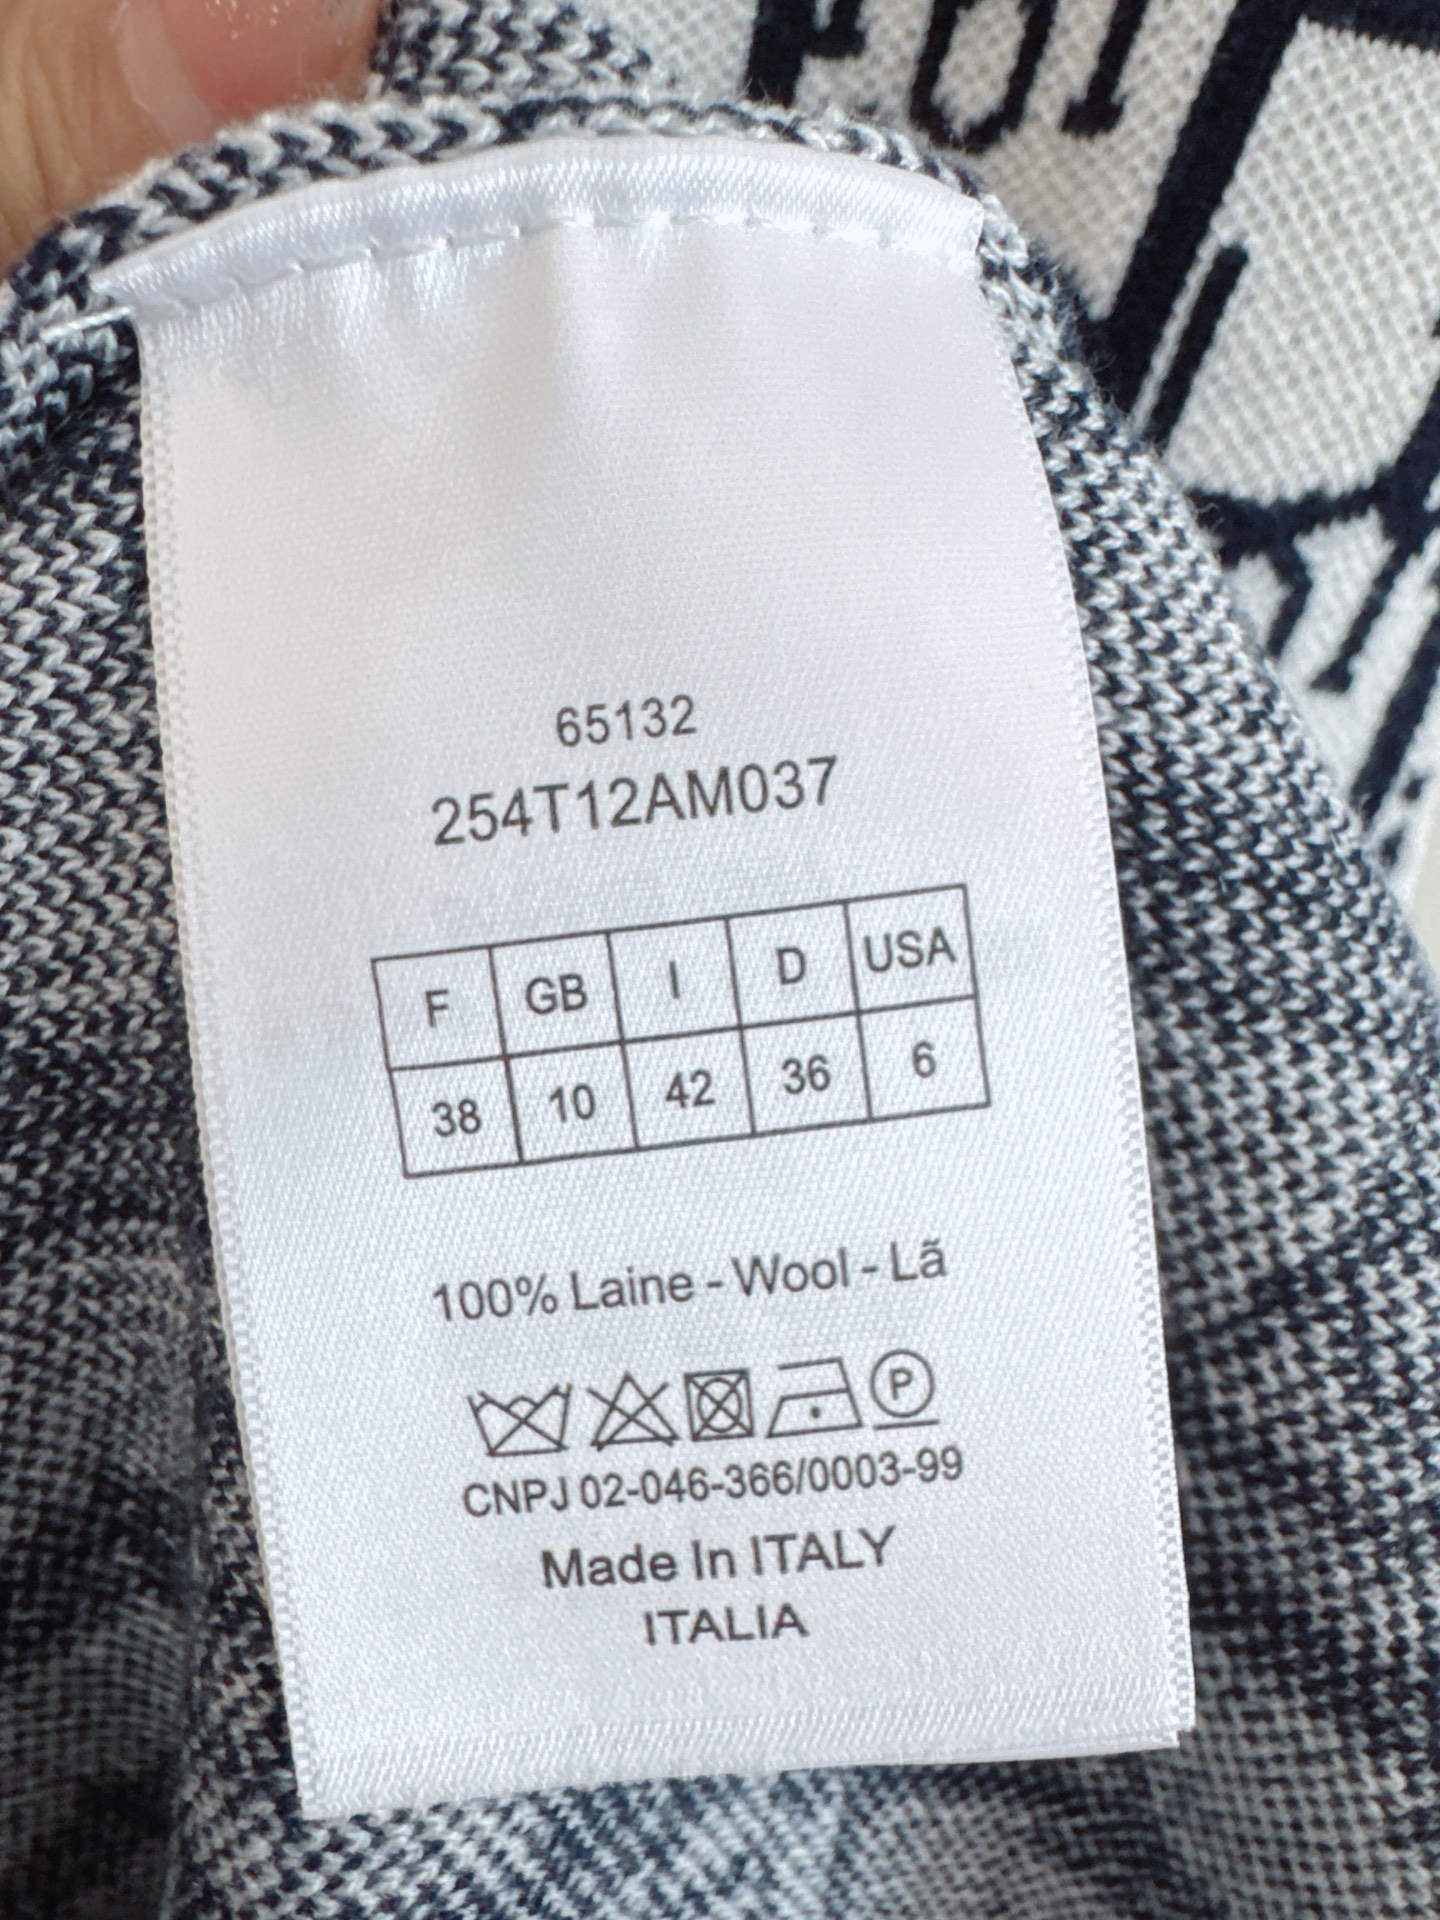 65132
254T12AM037
F GB I D USA
38 10 42 36 6
100% Laine - Wool - Lã
P
CNPJ 02-046-366/0003-99
Made In ITALY
ITALIA